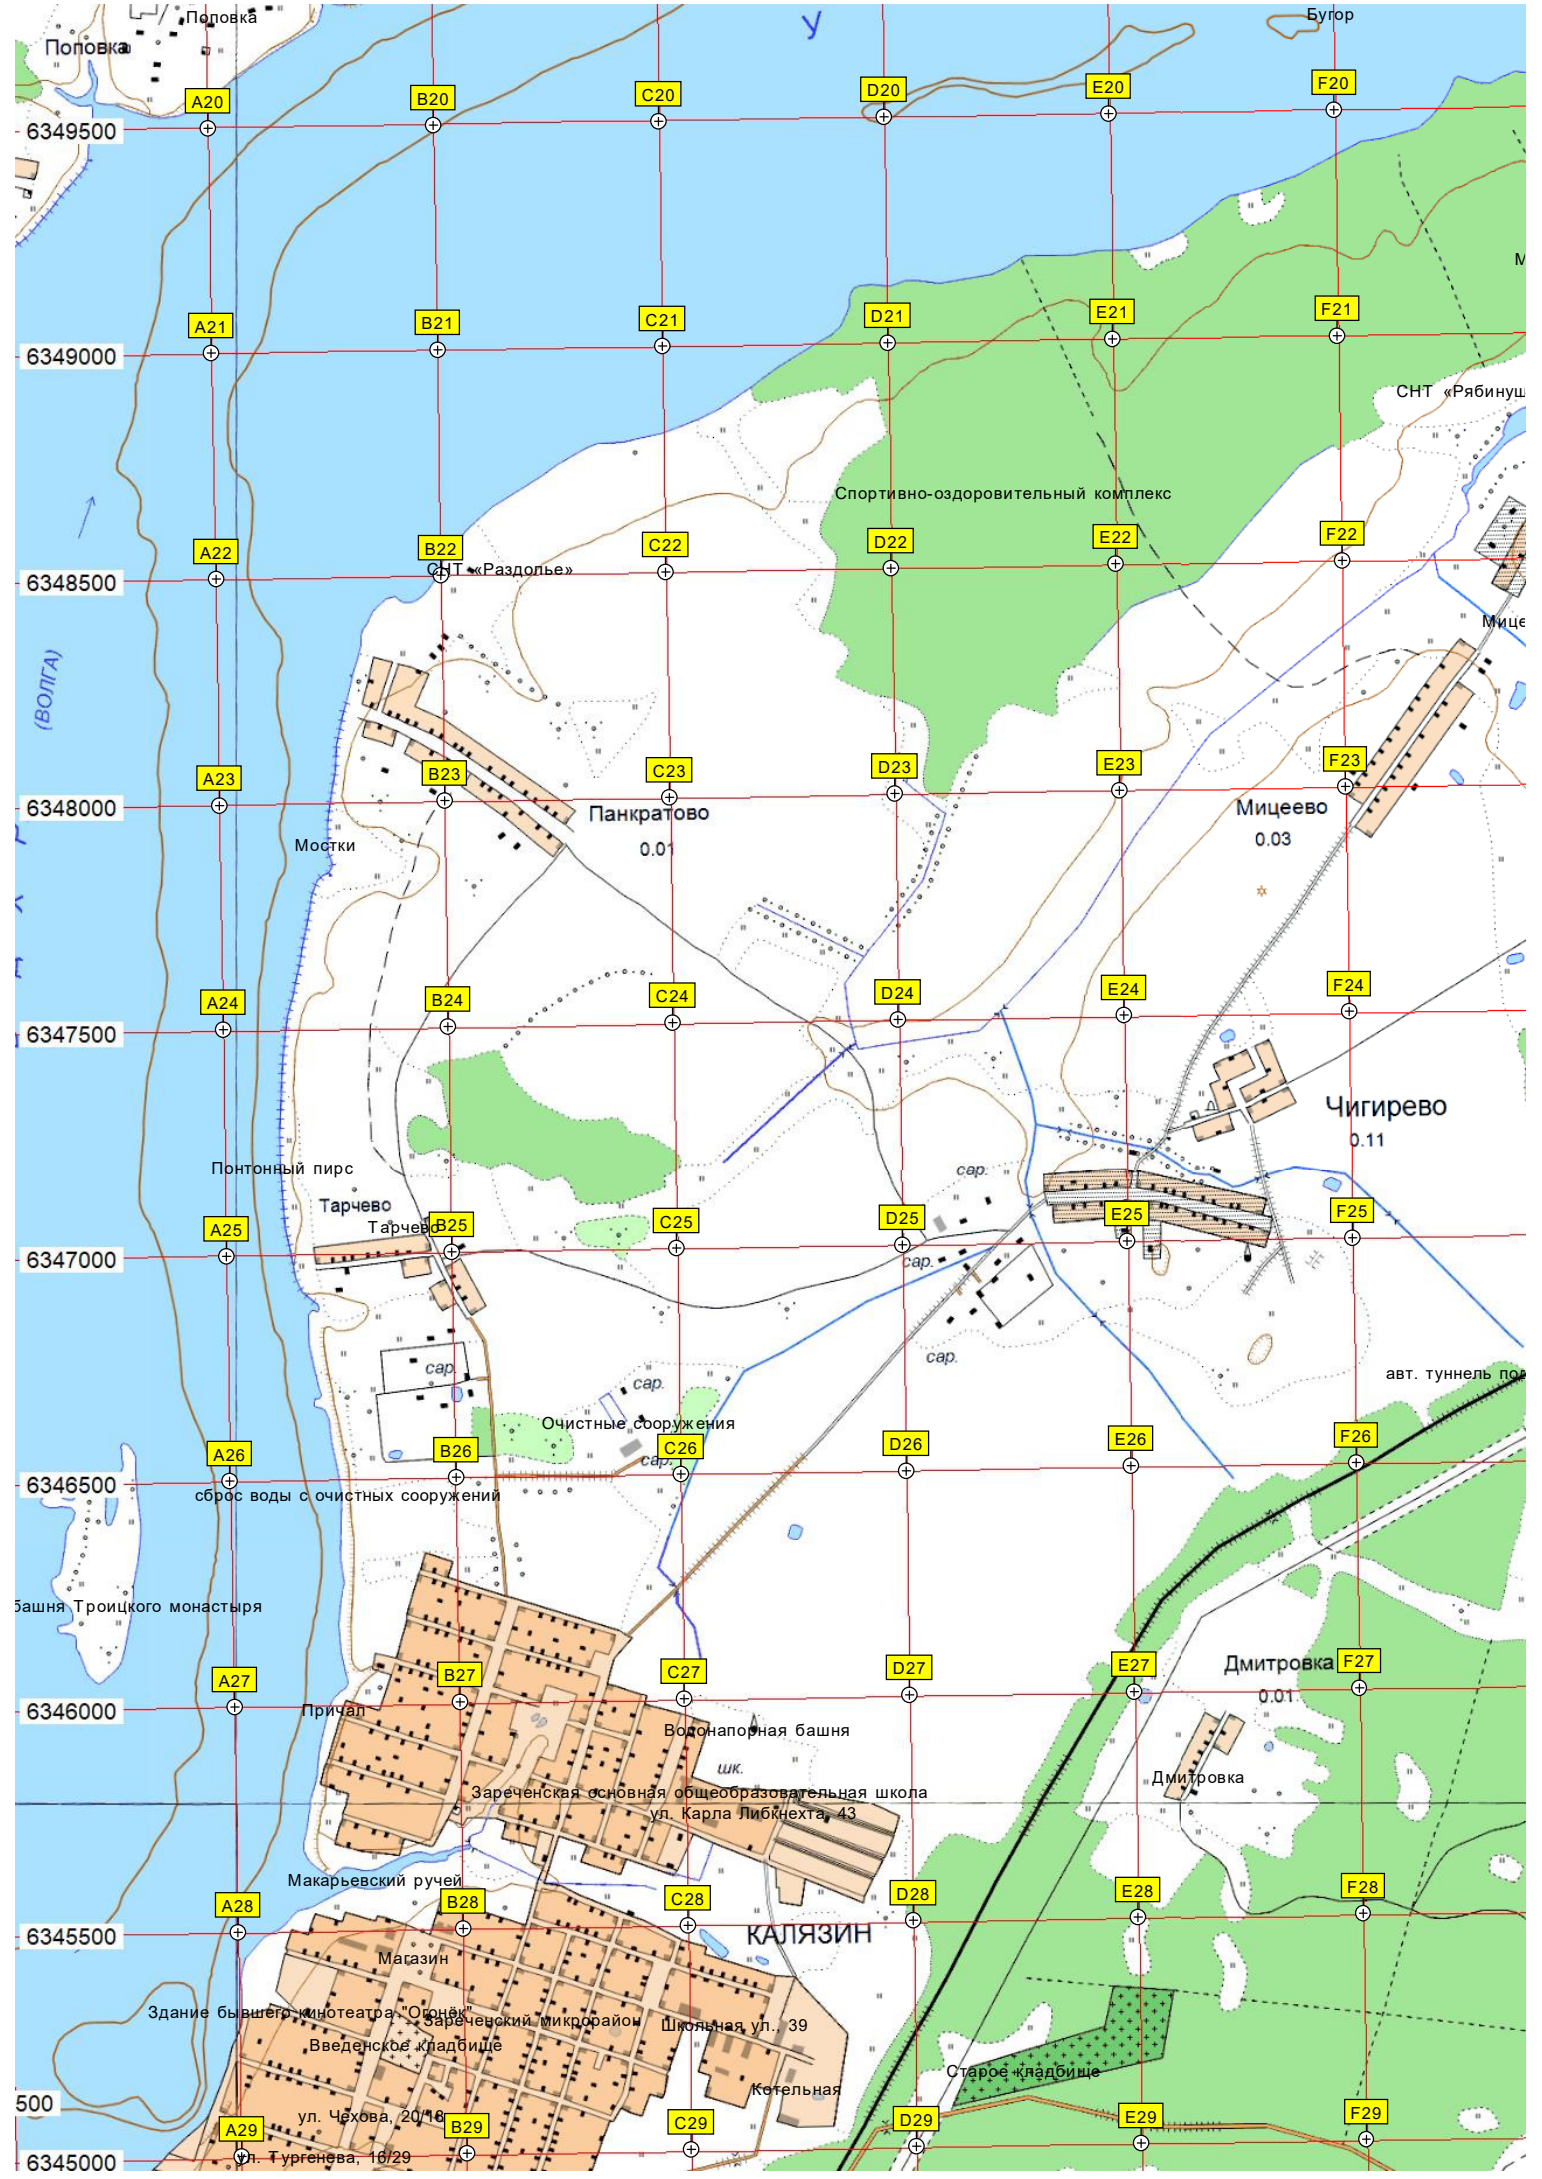 Поповка
У
Бугор
Поповка
A20
B20
C20
D20
E20
F20
6349500
A21
B21
C21
D21
E21
F21
6349000
СНТ «Рябинуш
Спортивно-оздоровительный комплекс
A22
B22
C22
D22
E22
F22
СНТ «Раздолье»
6348500
Мице
(ВОЛГА)
A23
B23
C23
D23
E23
F23
6348000
Панкратово
0.01
Мицеево
0.03
Мостки
A24
B24
C24
D24
E24
F24
6347500
Чигирево
0.11
Понтонный пирс
сар.
Тарчево
Тарчево
A25
B25
C25
D25
E25
F25
6347000
сар.
сар.
сар.
сар.
авт. туннель под
Очистные сооружения
A26
B26
C26
D26
E26
F26
сар.
6346500
сброс воды с очистных сооружений
башня Троицкого монастыря
A27
B27
C27
D27
E27
Дмитровка
F27
0.01
6346000
Причал
Водонапорная башня
шк.
Дмитровка
Зареченская основная общеобразовательная школа
ул. Карла Либкнехта, 43
Макарьевский ручей
A28
B28
C28
D28
E28
F28
6345500
КАЛЯЗИН
Магазин
Здание бывшего кинотеатра "Огонёк"
Зареченский микрорайон
Школьная ул., 39
Введенское кладбище
Старое кладбище
Котельная
500
ул. Чехова, 20/18
A29
B29
C29
D29
E29
F29
ул. Тургенева, 16/29
6345000